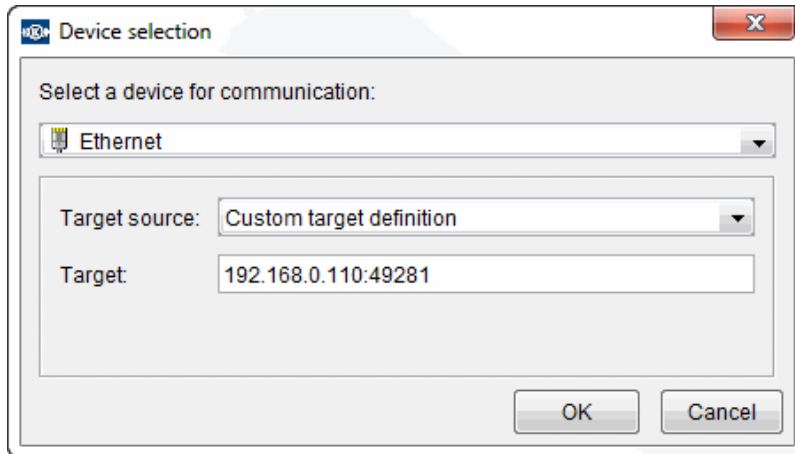 Device selection
Select a device for communication:
Ethernet
Target source: Custom target definition
Target: 192.168.0.110:49281
OK Cancel